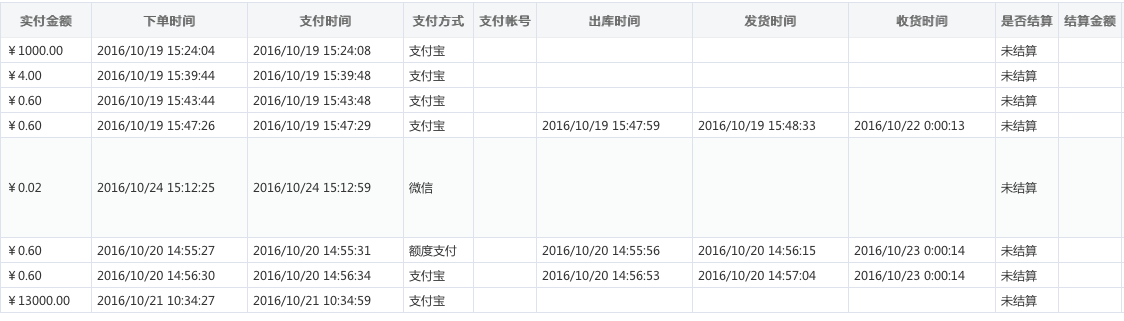 实付金额 下单时间 支付时间 支付方式 支付帐号 出库时间 发货时间 收货时间 是否结算 结算金额
¥1000.00 2016/10/19 15:24:04 2016/10/19 15:24:08 支付宝 未结算
¥4.00 2016/10/19 15:39:44 2016/10/19 15:39:48 支付宝 未结算
¥0.60 2016/10/19 15:43:44 2016/10/19 15:43:48 支付宝 未结算
¥0.60 2016/10/19 15:47:26 2016/10/19 15:47:29 支付宝 2016/10/19 15:47:59 2016/10/19 15:48:33 2016/10/22 0:00:13 未结算
¥0.02 2016/10/24 15:12:25 2016/10/24 15:12:59 微信 未结算
¥0.60 2016/10/20 14:55:27 2016/10/20 14:55:31 额度支付 2016/10/20 14:55:56 2016/10/20 14:56:15 2016/10/23 0:00:14 未结算
¥0.60 2016/10/20 14:56:30 2016/10/20 14:56:34 支付宝 2016/10/20 14:56:53 2016/10/20 14:57:04 2016/10/23 0:00:14 未结算
¥13000.00 2016/10/21 10:34:27 2016/10/21 10:34:59 支付宝 未结算